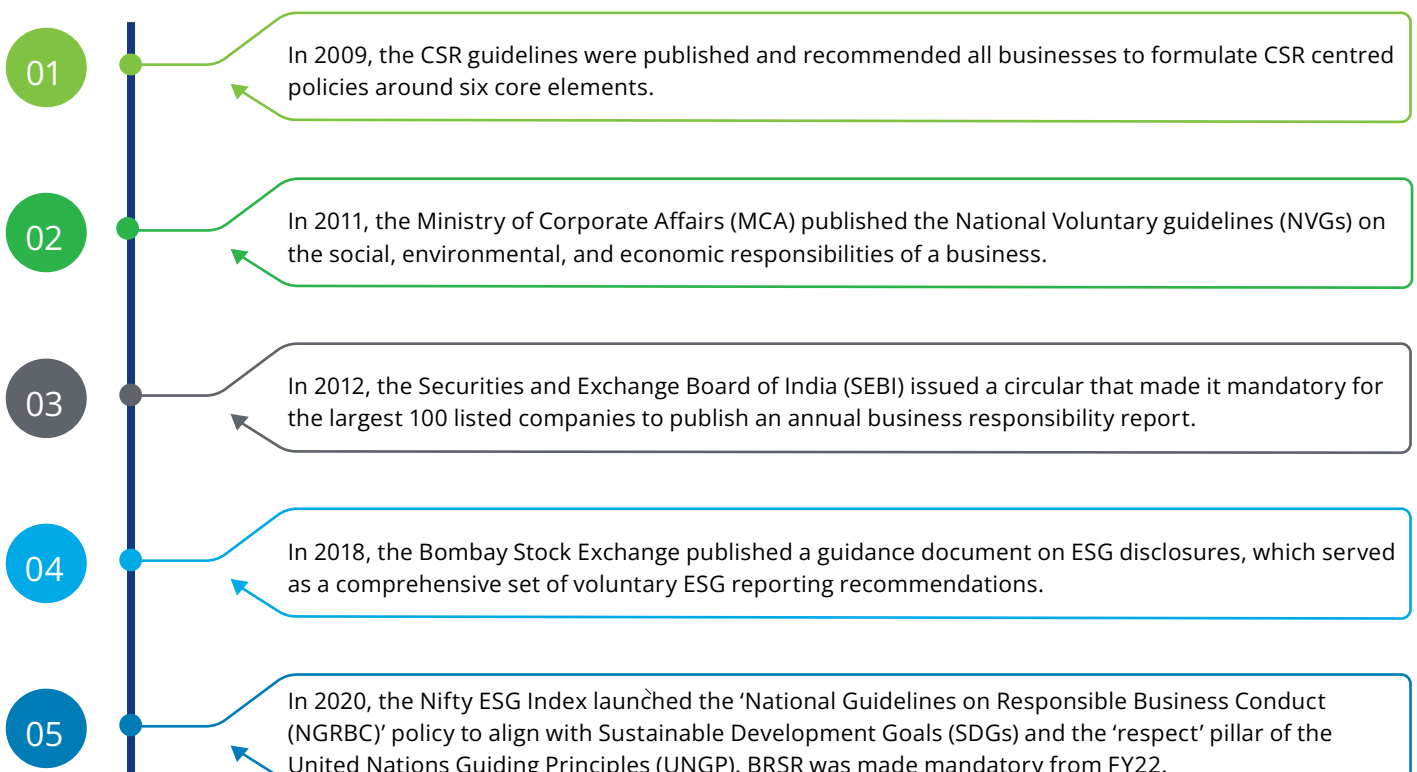 01
In 2009, the CSR guidelines were published and recommended all businesses to formulate CSR centred
policies around six core elements.
02
In 2011, the Ministry of Corporate Affairs (MCA) published the National Voluntary guidelines (NVGs) on
the social, environmental, and economic responsibilities of a business.
03
In 2012, the Securities and Exchange Board of India (SEBI) issued a circular that made it mandatory for
the largest 100 listed companies to publish an annual business responsibility report.
04
In 2018, the Bombay Stock Exchange published a guidance document on ESG disclosures, which served
as a comprehensive set of voluntary ESG reporting recommendations.
05
In 2020, the Nifty ESG Index launched the ‘National Guidelines on Responsible Business Conduct
(NGRBC)’ policy to align with Sustainable Development Goals (SDGs) and the ‘respect’ pillar of the
United Nations Guiding Principles (UNGP). BRSR was made mandatory from FY22.